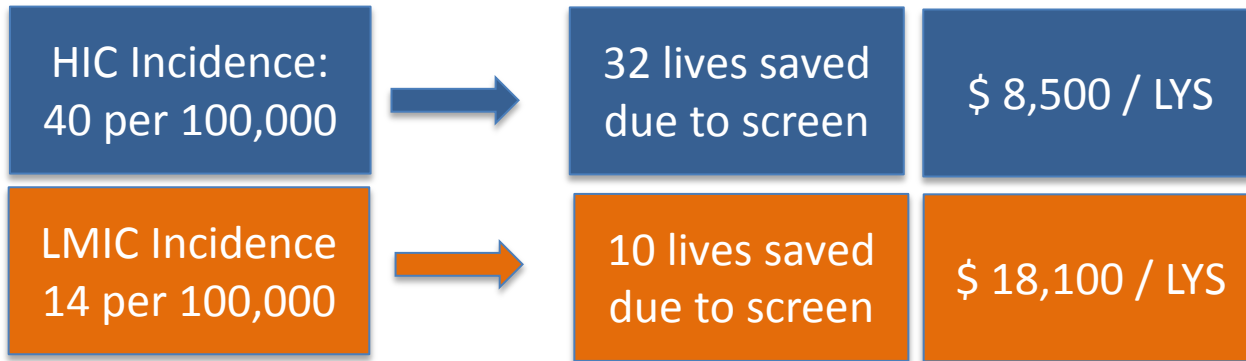 HIC Incidence:
40 per 100,000
32 lives saved
due to screen
$ 8,500 / LYS
LMIC Incidence
14 per 100,000
10 lives saved
due to screen
$ 18,100 / LYS